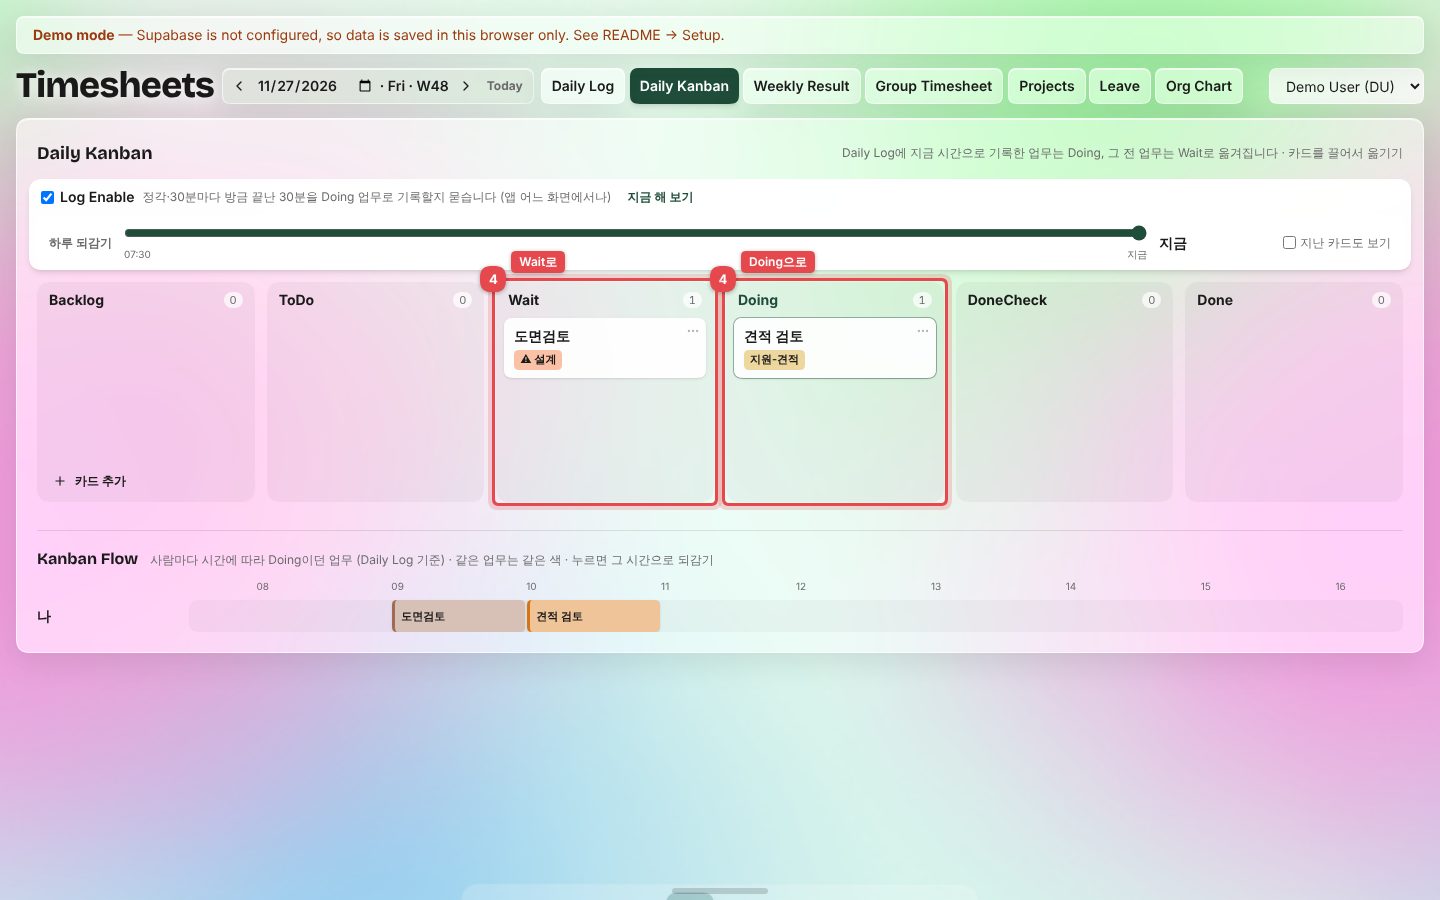 Demo mode — Supabase is not configured, so data is saved in this browser only. See README → Setup.
Timesheets
11/27/2026 · Fri · W48 Today
Daily Log Daily Kanban Weekly Result Group Timesheet Projects Leave Org Chart
Demo User (DU)
Daily Kanban
Daily Log에 지금 시간으로 기록한 업무는 Doing, 그 전 업무는 Wait로 옮겨집니다 · 카드를 끌어서 옮기기
Log Enable 정각·30분마다 방금 끝난 30분을 Doing 업무로 기록할지 묻습니다 (앱 어느 화면에서나) 지금 해 보기
하루 되감기 지금 지난 카드도 보기
07:30 지금
4 Wait로 4 Doing으로
Backlog 0 ToDo 0 Wait 1 Doing 1 DoneCheck 0 Done 0
도면검토 ... 견적 검토 ...
⚠ 설계 지원-견적
+ 카드 추가
Kanban Flow 사람마다 시간에 따라 Doing이던 업무 (Daily Log 기준) · 같은 업무는 같은 색 · 누르면 그 시간으로 되감기
08 09 10 11 12 13 14 15 16
나 도면검토 견적 검토